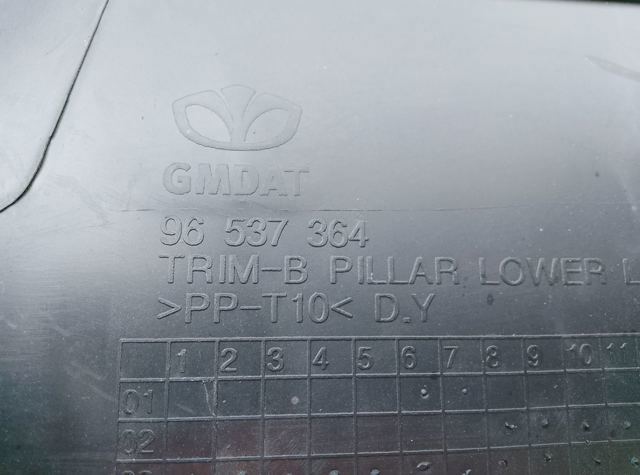 GMDAT
96 537 364
TRIM-B PILLAR LOWER L
>PP-T10< D.Y
1 2 3 4 5 6 7 8 9 10 11
01
02